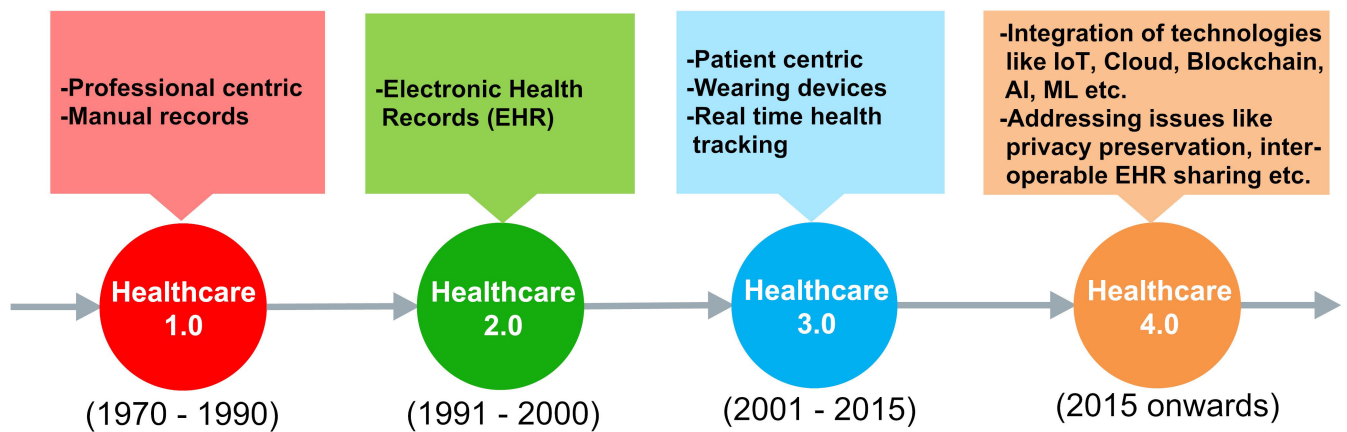 -Professional centric
-Manual records
-Electronic Health
Records (EHR)
-Patient centric
-Wearing devices
-Real time health
tracking
-Integration of technologies
like IoT, Cloud, Blockchain,
AI, ML etc.
-Addressing issues like
privacy preservation, inter-
operable EHR sharing etc.
Healthcare
1.0
Healthcare
2.0
Healthcare
3.0
Healthcare
4.0
(1970 - 1990)
(1991 - 2000)
(2001 - 2015)
(2015 onwards)